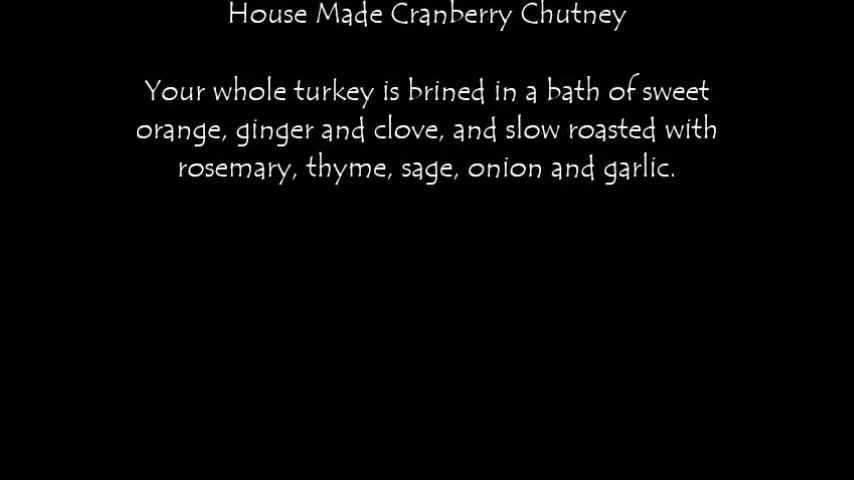 House Made Cranberry Chutney
Your whole turkey is brined in a bath of sweet
orange, ginger and clove, and slow roasted with
rosemary, thyme, sage, onion and garlic.